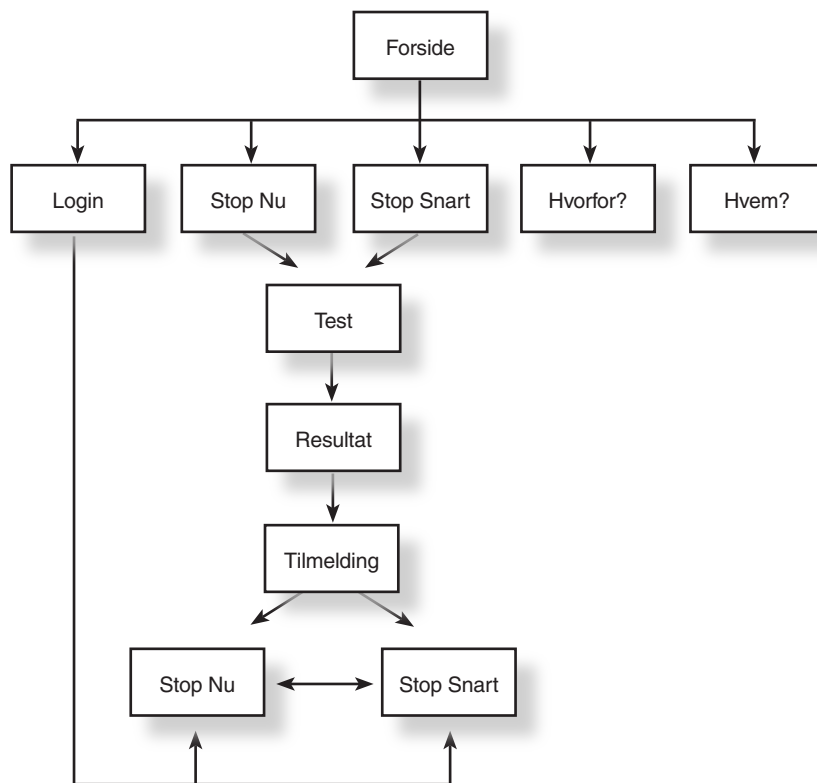 Forside
Login
Stop Nu
Stop Snart
Hvorfor?
Hvem?
Test
Resultat
Tilmelding
Stop Nu
Stop Snart